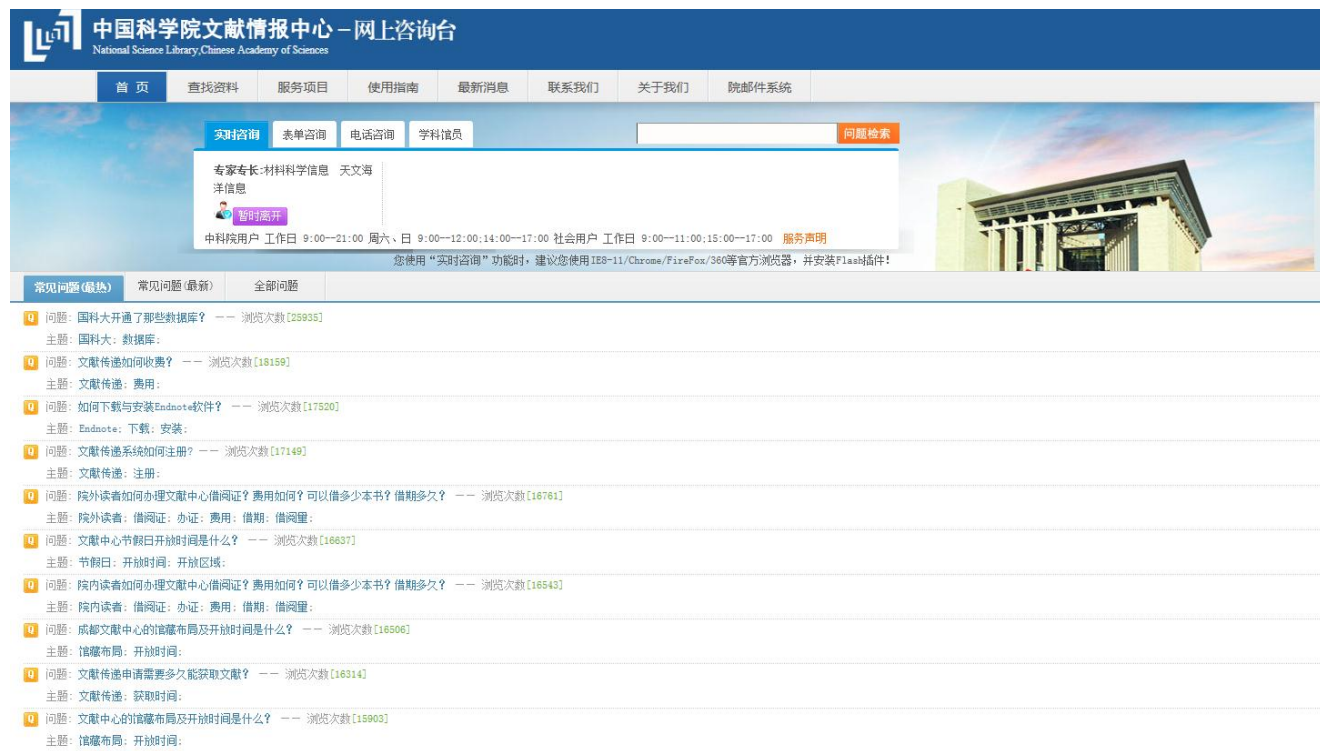 中国科学院文献情报中心–网上咨询台
National Science Library,Chinese Academy of Sciences
首 页 查找资料 服务项目 使用指南 最新消息 联系我们 关于我们 院邮件系统
实时咨询 表单咨询 电话咨询 学科馆员 问题检索
专家专长:材料科学信息 天文海
洋信息
暂时离开
中科院用户 工作日 9:00--21:00 周六、日 9:00--12:00;14:00--17:00 社会用户 工作日 9:00--11:00;15:00--17:00 服务声明
您使用“实时咨询”功能时,建议您使用IE8-11/Chrome/FireFox/360等官方浏览器,并安装Flash插件!
常见问题(最热) 常见问题(最新) 全部问题
Q 问题: 国科大开通了那些数据库? —— 浏览次数[25935]
主题: 国科大; 数据库;
Q 问题: 文献传递如何收费? —— 浏览次数[18159]
主题: 文献传递; 费用;
Q 问题: 如何下载与安装Endnote软件? —— 浏览次数[17520]
主题: Endnote; 下载; 安装;
Q 问题: 文献传递系统如何注册? —— 浏览次数[17149]
主题: 文献传递; 注册;
Q 问题: 院外读者如何办理文献中心借阅证?费用如何?可以借多少本书?借期多久? —— 浏览次数[16761]
主题: 院外读者; 借阅证; 办证; 费用; 借期; 借阅量;
Q 问题: 文献中心节假日开放时间是什么? —— 浏览次数[16637]
主题: 节假日; 开放时间; 开放区域;
Q 问题: 院内读者如何办理文献中心借阅证?费用如何?可以借多少本书?借期多久? —— 浏览次数[16543]
主题: 院内读者; 借阅证; 办证; 费用; 借期; 借阅量;
Q 问题: 成都文献中心的馆藏布局及开放时间是什么? —— 浏览次数[16506]
主题: 馆藏布局; 开放时间;
Q 问题: 文献传递申请需要多久能获取文献? —— 浏览次数[16314]
主题: 文献传递; 获取时间;
Q 问题: 文献中心的馆藏布局及开放时间是什么? —— 浏览次数[15903]
主题: 馆藏布局; 开放时间;